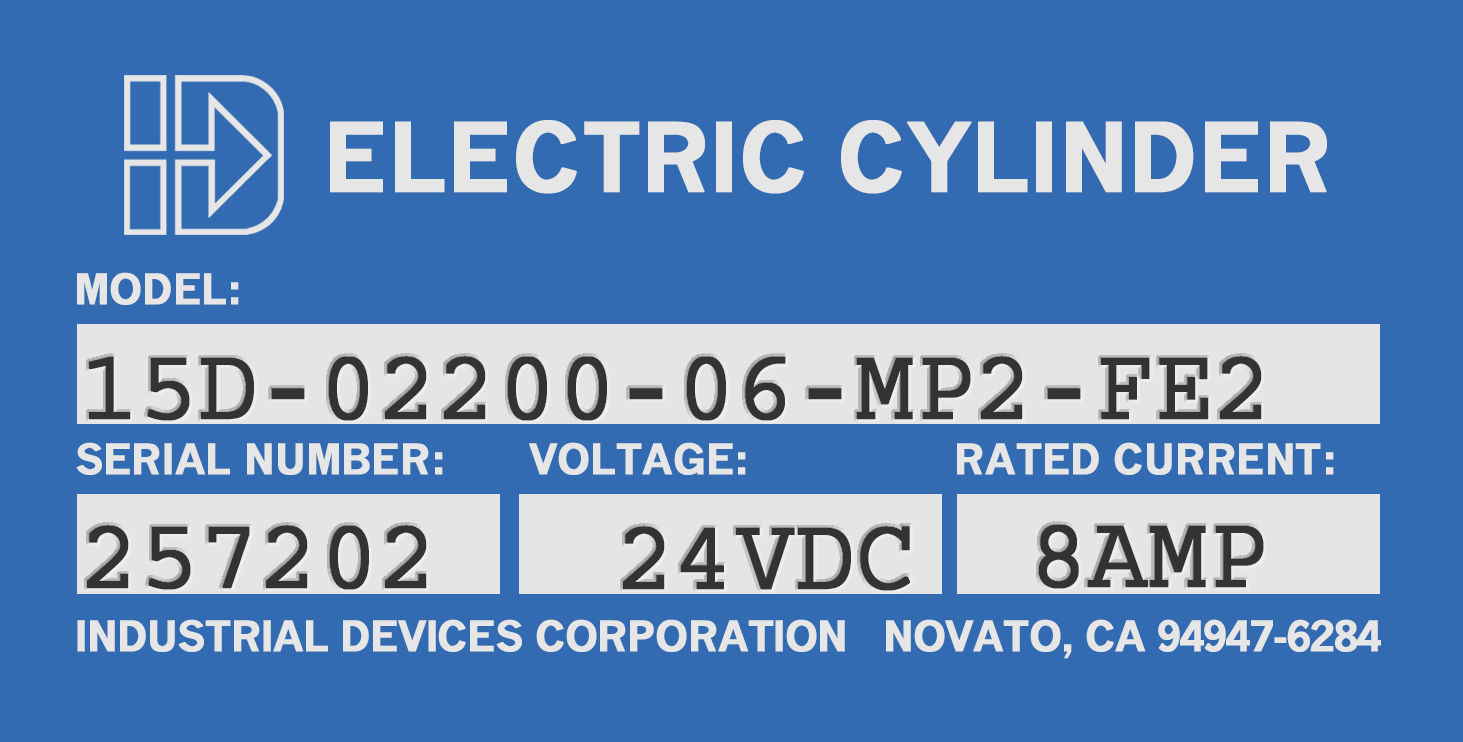 ELECTRIC CYLINDER
MODEL:
15D-02200-06-MP2-FE2
SERIAL NUMBER: VOLTAGE: RATED CURRENT:
257202 24VDC 8AMP
INDUSTRIAL DEVICES CORPORATION NOVATO, CA 94947-6284